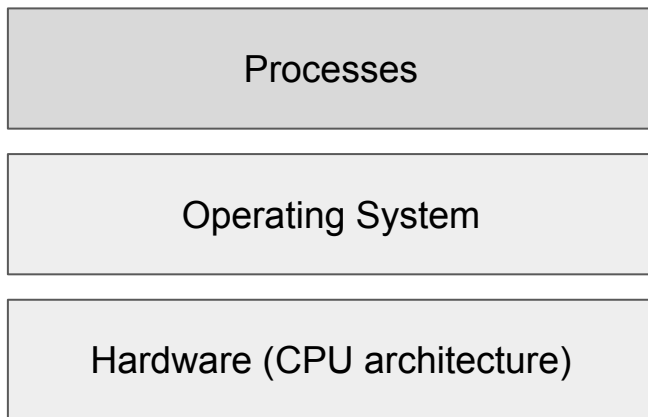 Processes
Operating System
Hardware (CPU architecture)